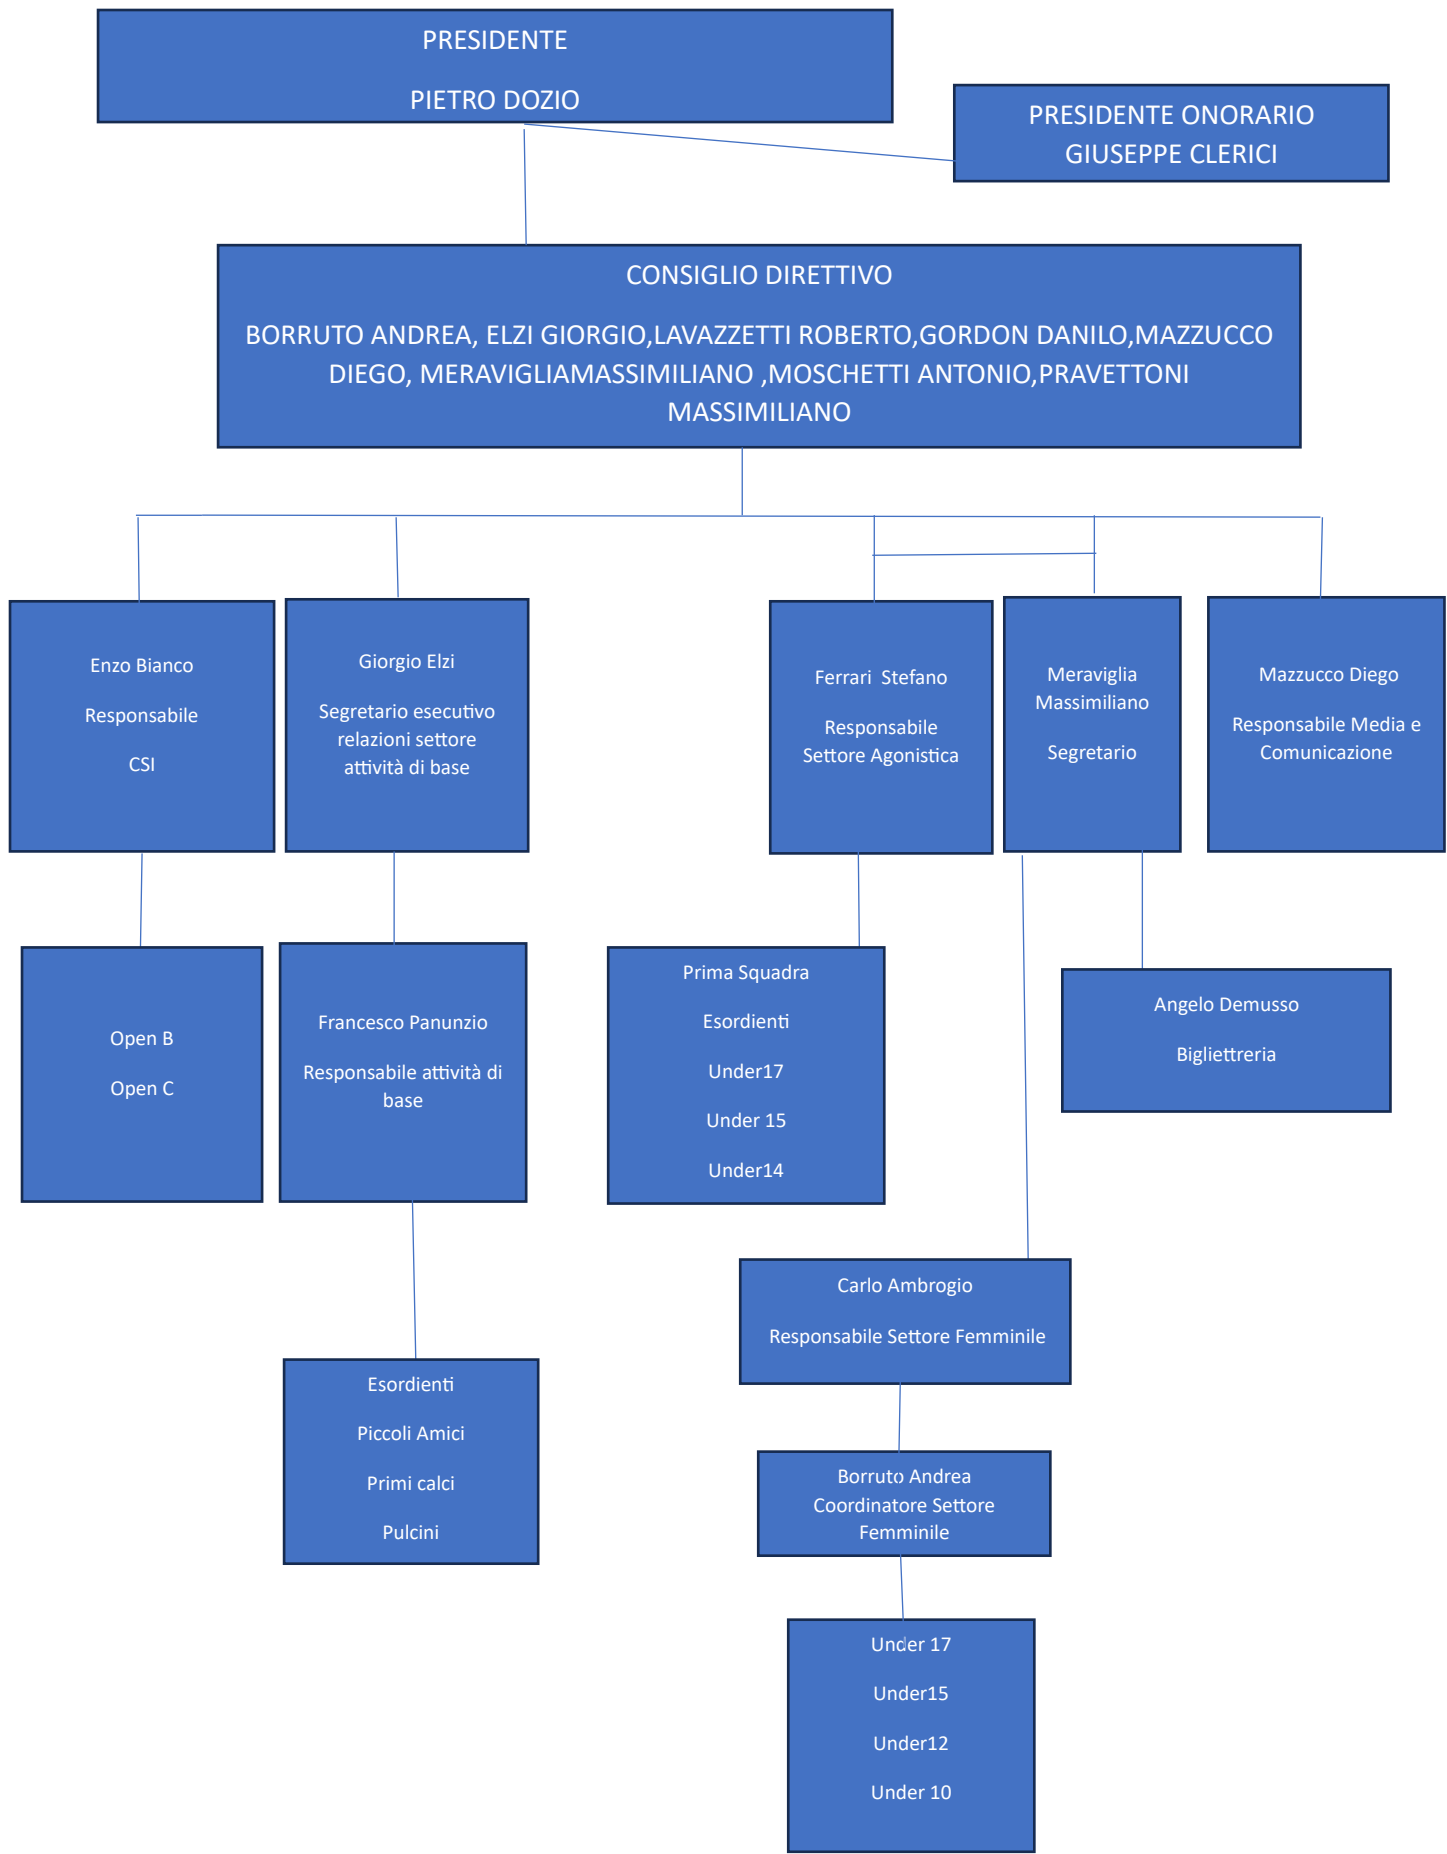 PRESIDENTE
PIETRO DOZIO
PRESIDENTE ONORARIO
GIUSEPPE CLERICI
CONSIGLIO DIRETTIVO
BORRUTO ANDREA, ELZI GIORGIO,LAVAZZETTI ROBERTO,GORDON DANILO,MAZZUCCO
DIEGO, MERAVIGLIAMASSIMILIANO ,MOSCHETTI ANTONIO,PRAVETTONI
MASSIMILIANO
Enzo Bianco
Responsabile
CSI
Giorgio Elzi
Segretario esecutivo
relazioni settore
attività di base
Ferrari  Stefano
Responsabile
Settore Agonistica
Meraviglia
Massimiliano
Segretario
Mazzucco Diego
Responsabile Media e
Comunicazione
Open B
Open C
Francesco Panunzio
Responsabile attività di
base
Prima Squadra
Esordienti
Under17
Under 15
Under14
Angelo Demusso
Bigliettreria
Carlo Ambrogio
Responsabile Settore Femminile
Esordienti
Piccoli Amici
Primi calci
Pulcini
Borruto Andrea
Coordinatore Settore
Femminile
Under 17
Under15
Under12
Under 10